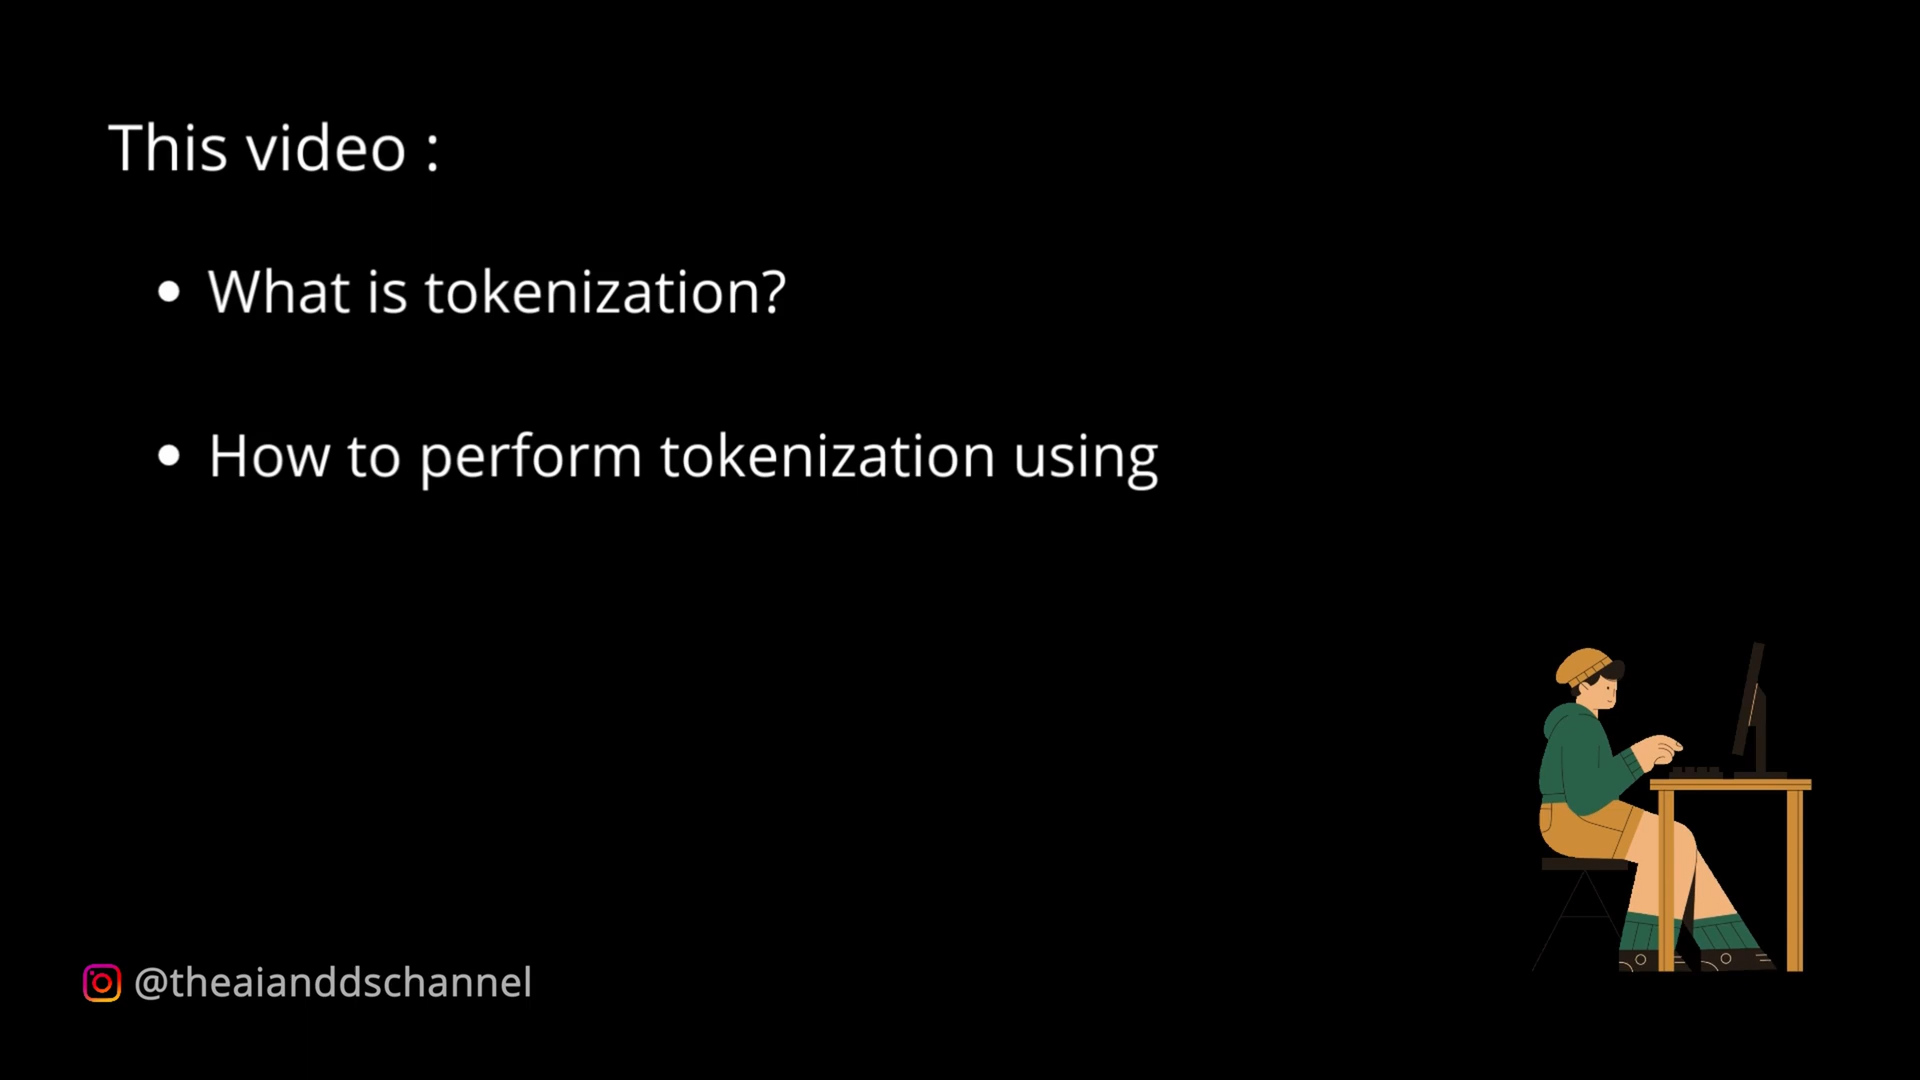 This video :
• What is tokenization?
• How to perform tokenization using
@theaianddschannel